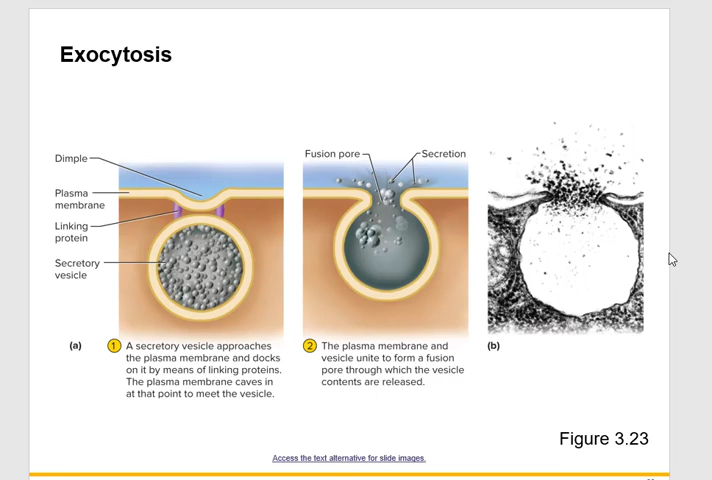 Exocytosis
Dimple
Plasma
membrane
Linking
protein
Secretory
vesicle
Fusion pore
Secretion
(a)
1 A secretory vesicle approaches
the plasma membrane and docks
on it by means of linking proteins.
The plasma membrane caves in
at that point to meet the vesicle.
2 The plasma membrane and
vesicle unite to form a fusion
pore through which the vesicle
contents are released.
(b)
Figure 3.23
Access the text alternative for slide images.